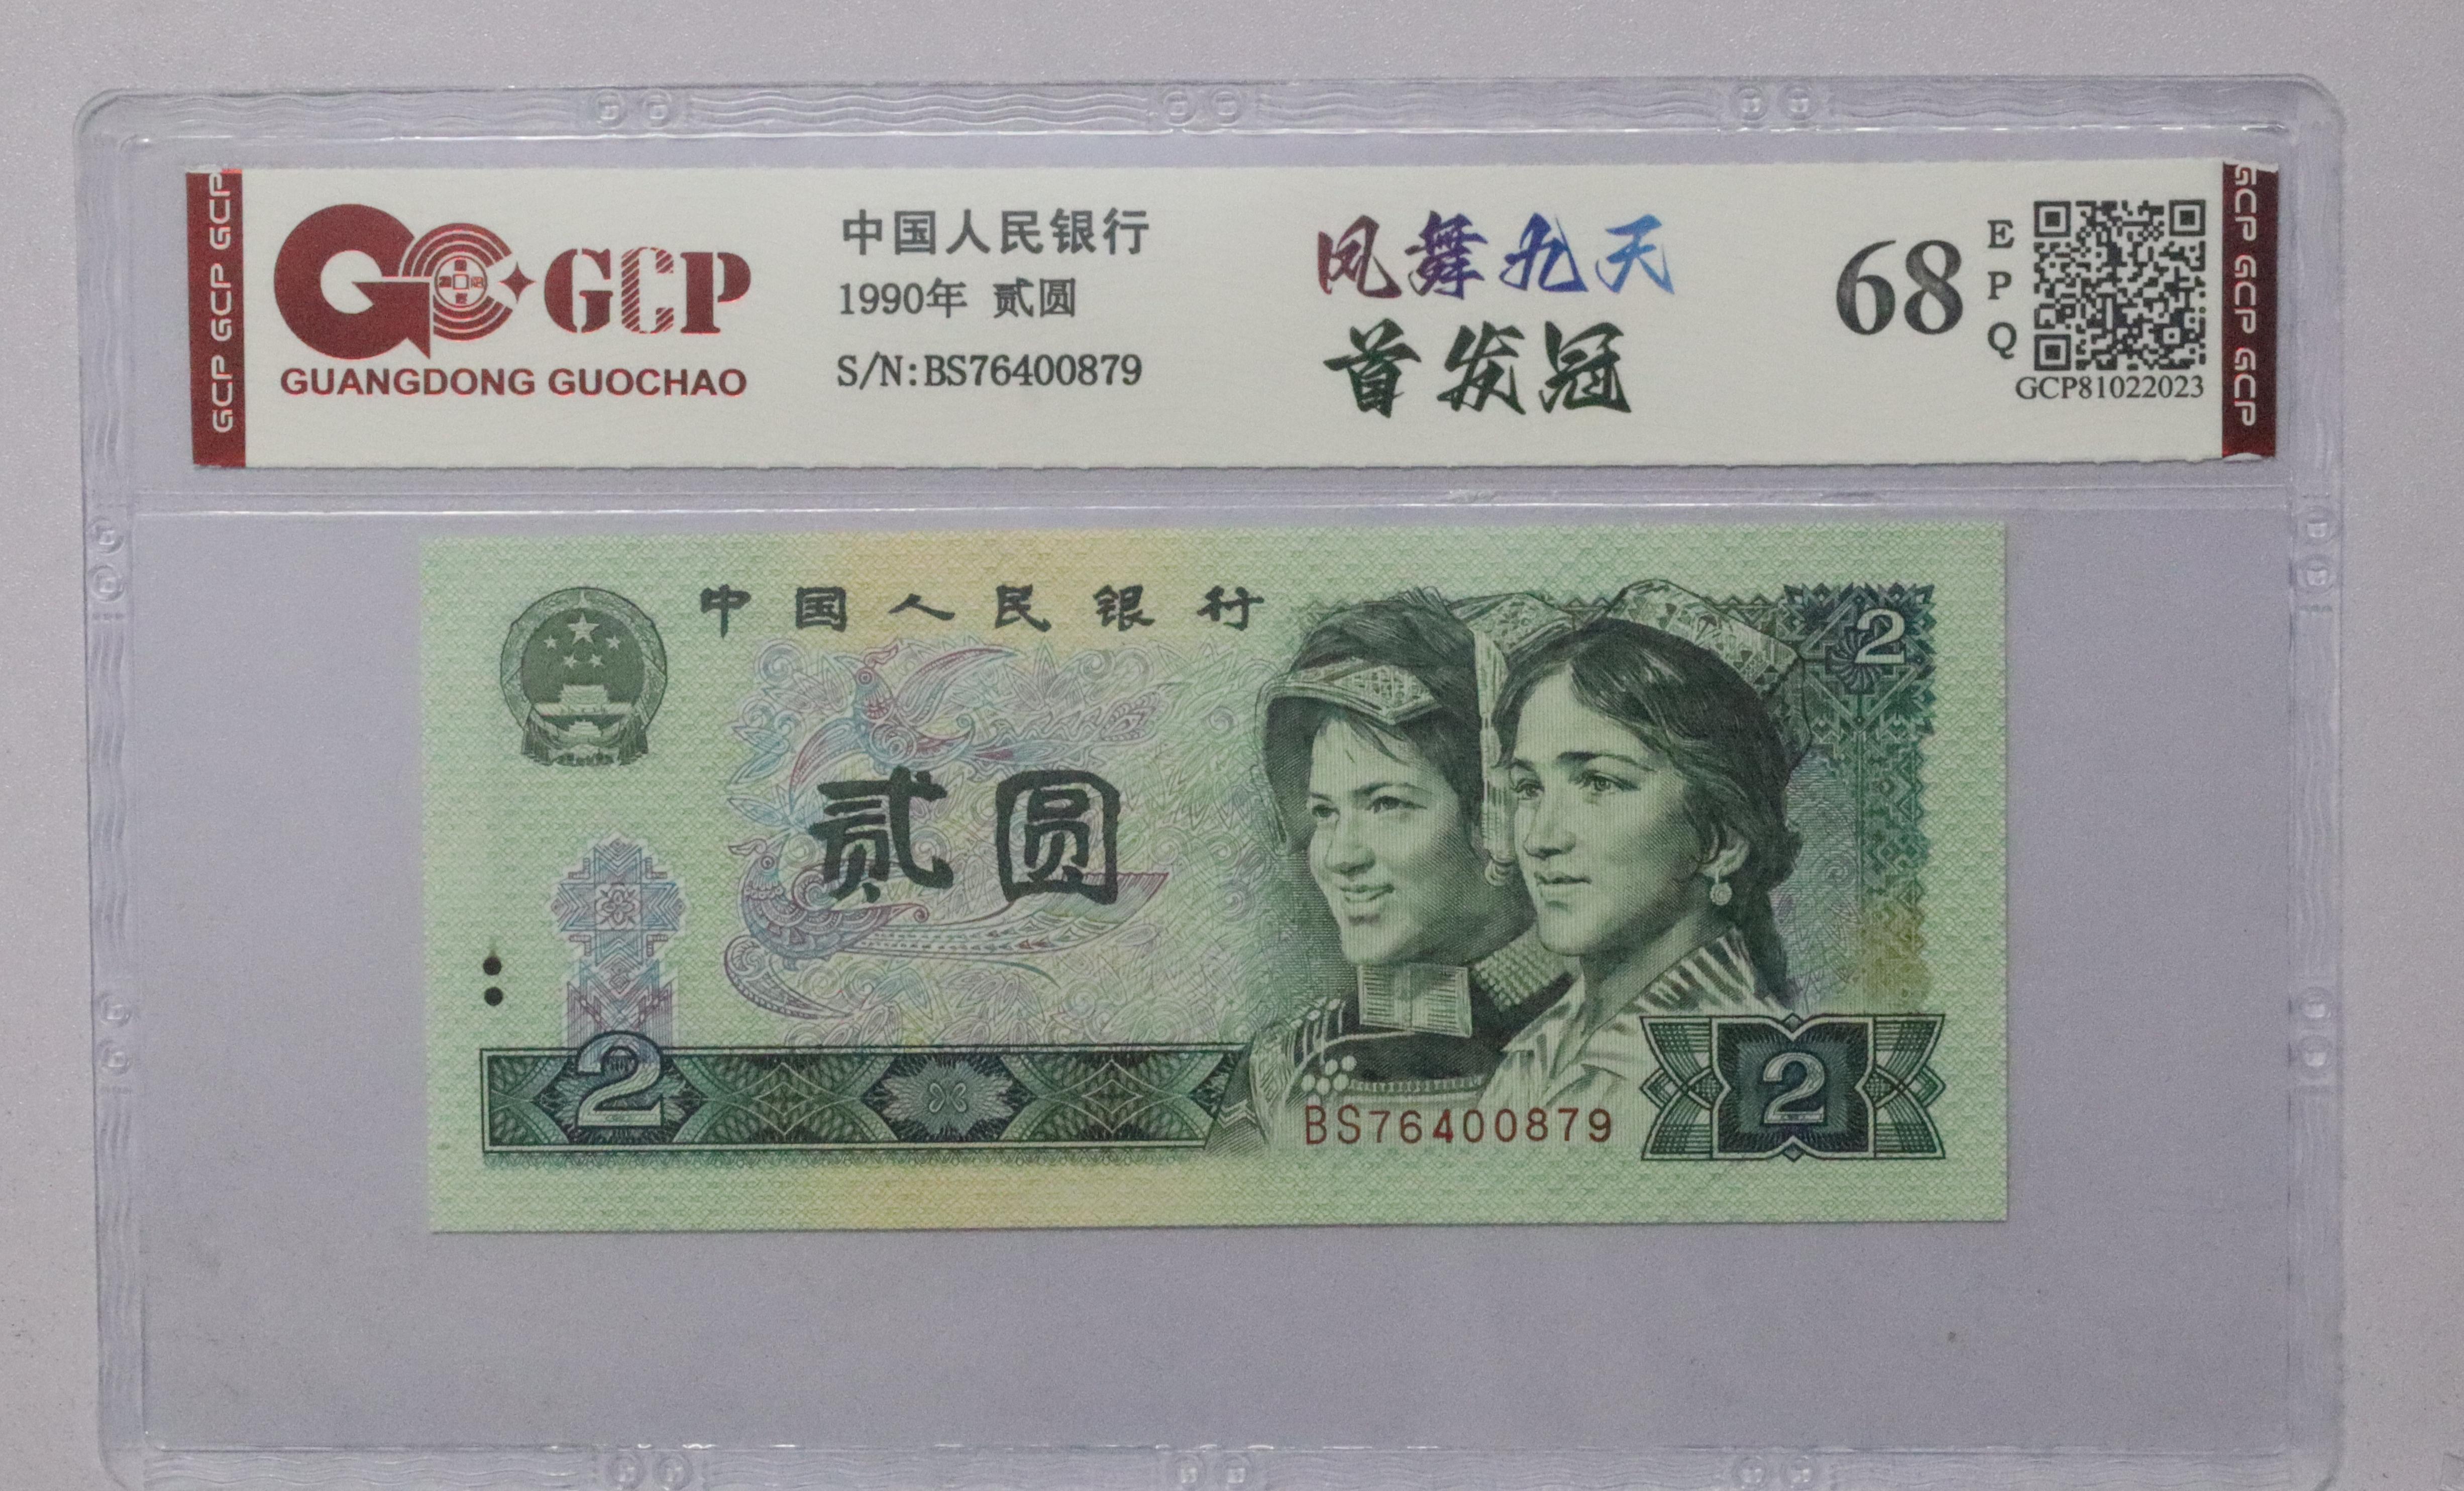 GCP GCP GCP
GCP
GUANGDONG GUOCHAO
中国人民银行
1990年 贰圆
S/N:BS76400879
凤舞九天
首发冠
68
EPQ
GCP81022023
GCP GCP GCP
中国人民银行
2
贰圆
2
BS76400879
2